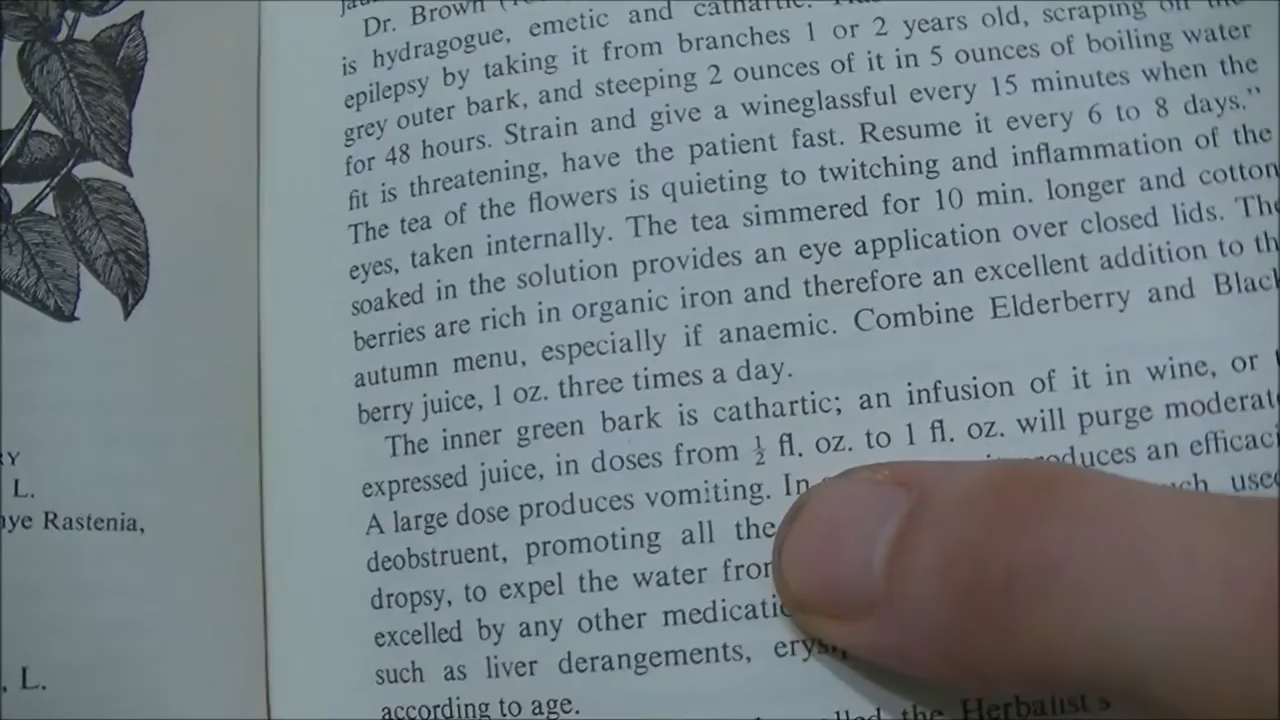 RY
L.
aye Rastenia,
, L.
Dr. Brown
is hydragogue, emetic and cathartic.
epilepsy by taking it from branches 1 or 2 years old, scraping off the
grey outer bark, and steeping 2 ounces of it in 5 ounces of boiling water
for 48 hours. Strain and give a wineglassful every 15 minutes when the
fit is threatening, have the patient fast. Resume it every 6 to 8 days."
The tea of the flowers is quieting to twitching and inflammation of the
eyes, taken internally. The tea simmered for 10 min. longer and cotton
soaked in the solution provides an eye application over closed lids. The
berries are rich in organic iron and therefore an excellent addition to th
autumn menu, especially if anaemic. Combine Elderberry and Black
berry juice, 1 oz. three times a day.
The inner green bark is cathartic; an infusion of it in wine, or
expressed juice, in doses from ½ fl. oz. to 1 fl. oz. will purge moderat
A large dose produces vomiting. In produces an efficaci
deobstruent, promoting all the used
dropsy, to expel the water from
excelled by any other medicati
such as liver derangements,
according to age.
the Herbalist's